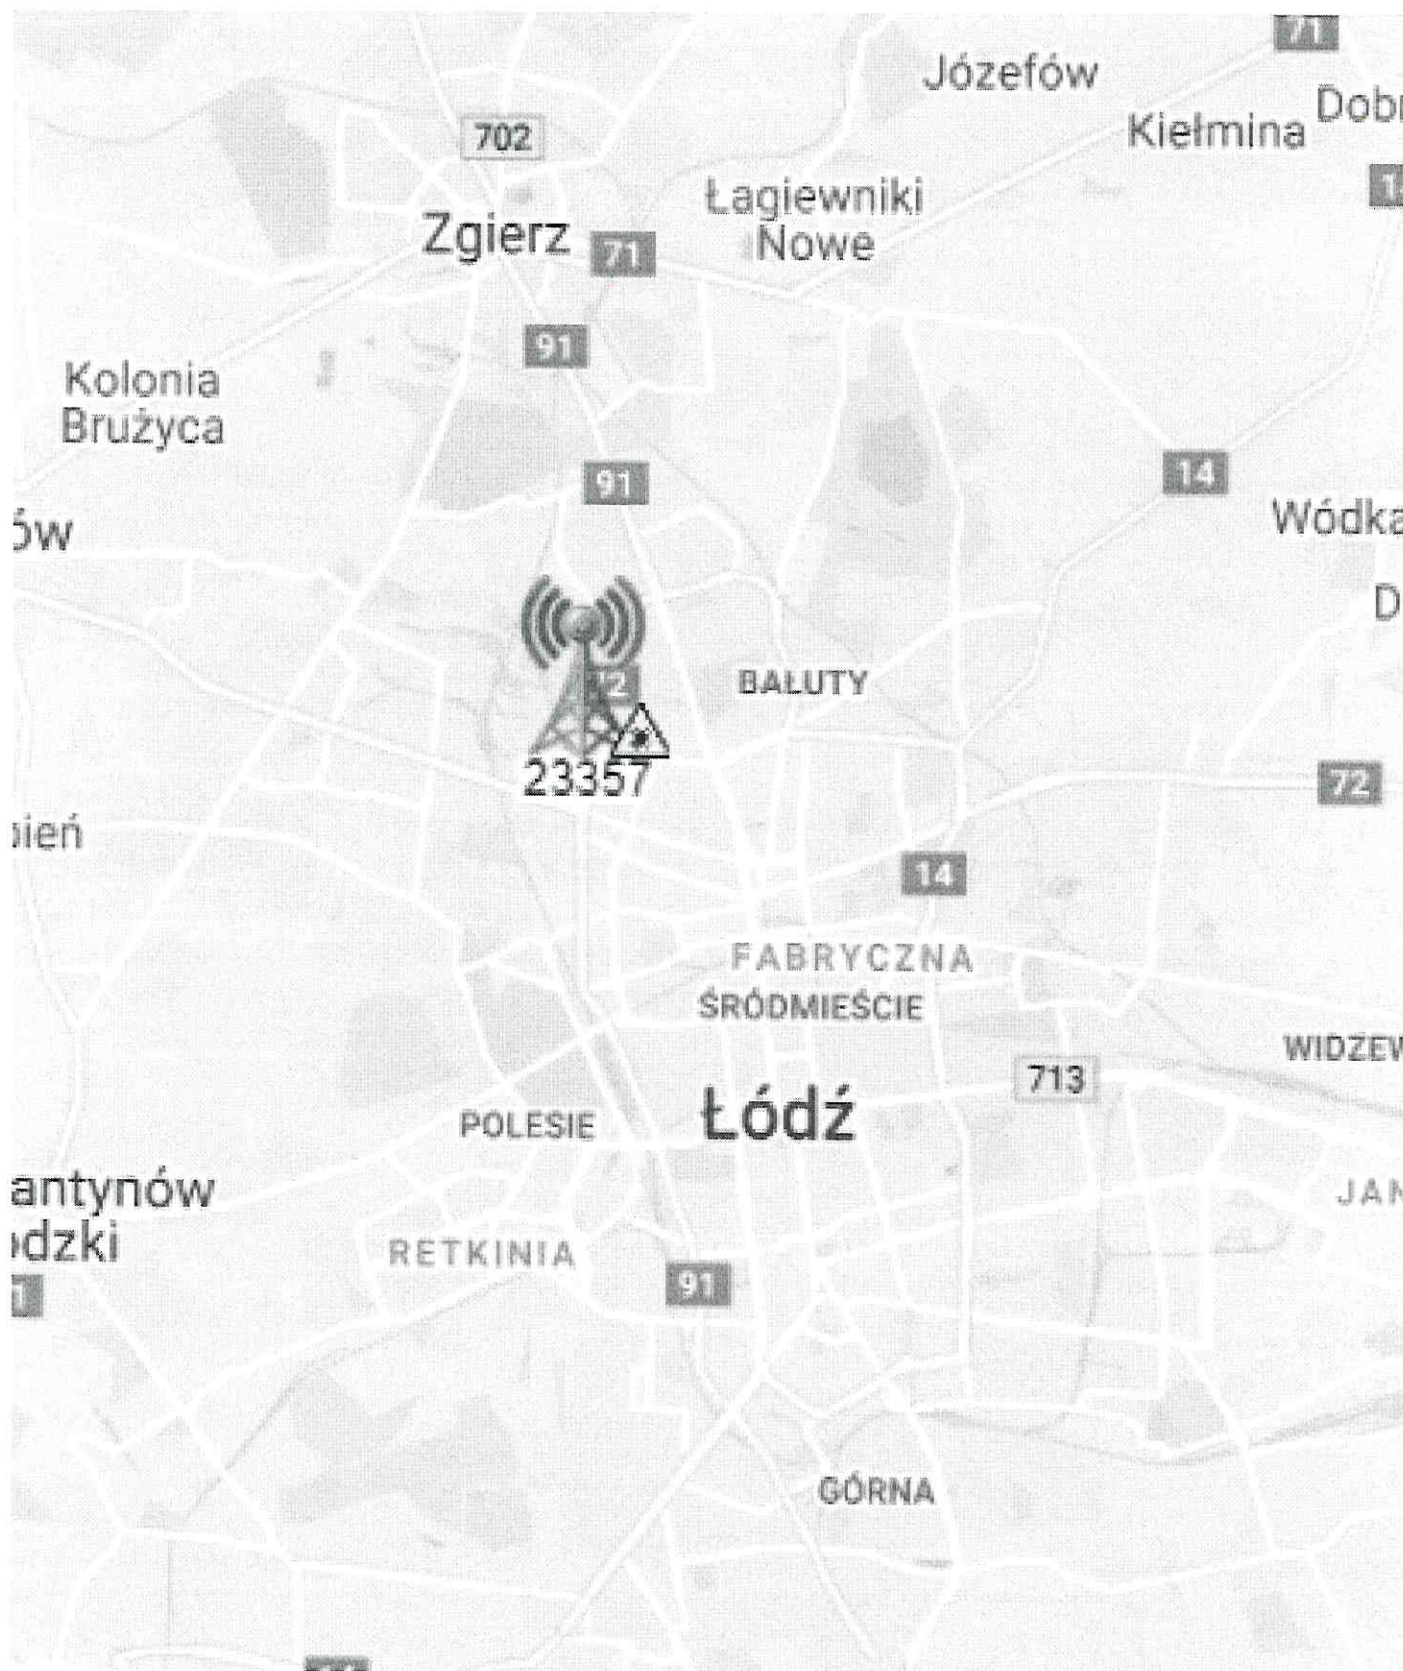 71
Józefów
Kiełmina
702
Łagiewniki
Nowe
Zgierz
71
91
Kolonia
Brużyca
91
14
BAŁUTY
23357
72
14
FABRYCZNA
ŚRÓDMIEŚCIE
713
Łódź
POLESIE
RETKINIA
91
GÓRNA